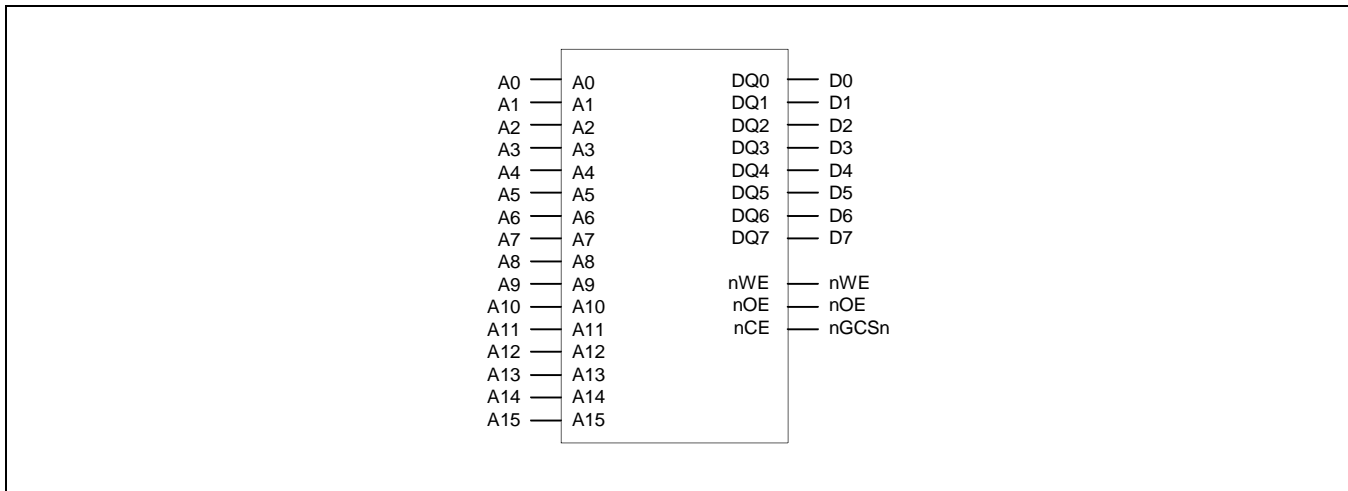 A0 A0 DQ0 D0
A1 A1 DQ1 D1
A2 A2 DQ2 D2
A3 A3 DQ3 D3
A4 A4 DQ4 D4
A5 A5 DQ5 D5
A6 A6 DQ6 D6
A7 A7 DQ7 D7
A8 A8
A9 A9 nWE nWE
A10 A10 nOE nOE
A11 A11 nCE nGCSn
A12 A12
A13 A13
A14 A14
A15 A15